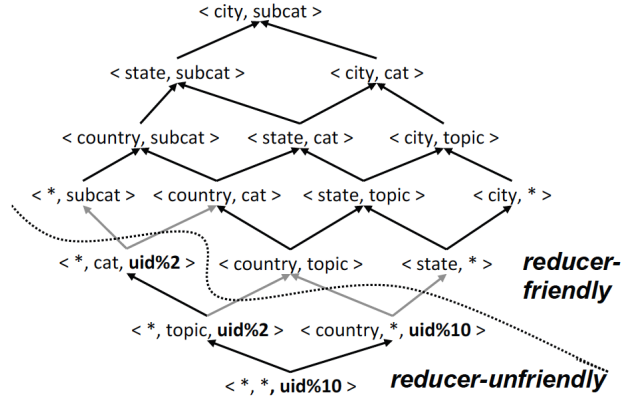 < city, subcat >
< state, subcat > < city, cat >
< country, subcat > < state, cat > < city, topic >
< *, subcat > < country, cat > < state, topic > < city, * >
< *, cat, uid%2 > < country, topic > < state, * > reducer-
friendly
< *, topic, uid%2 > < country, *, uid%10 >
< *, *, uid%10 > reducer-unfriendly